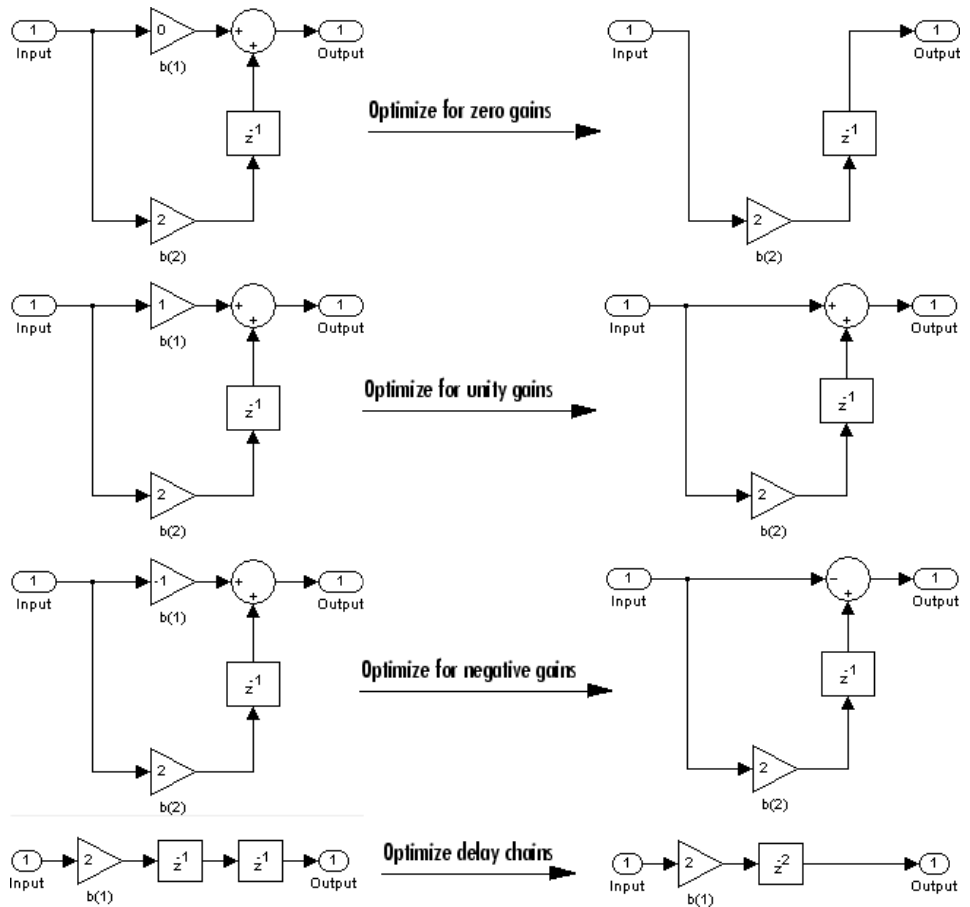 1 0 + + 1 1 1
Input b(1) Output Input Output
Optimize for zero gains
z-1 z-1
2 2
b(2) b(2)
1 1 + + 1 1 + + 1
Input b(1) Output Input Output
Optimize for unity gains
z-1 z-1
2 2
b(2) b(2)
1 -1 + + 1 1 − + 1
Input b(1) Output Input Output
Optimize for negative gains
z-1 z-1
2 2
b(2) b(2)
Optimize delay chains
1 2 z-1 z-1 1 1 2 z-2 1
Input b(1) Output Input b(1) Output